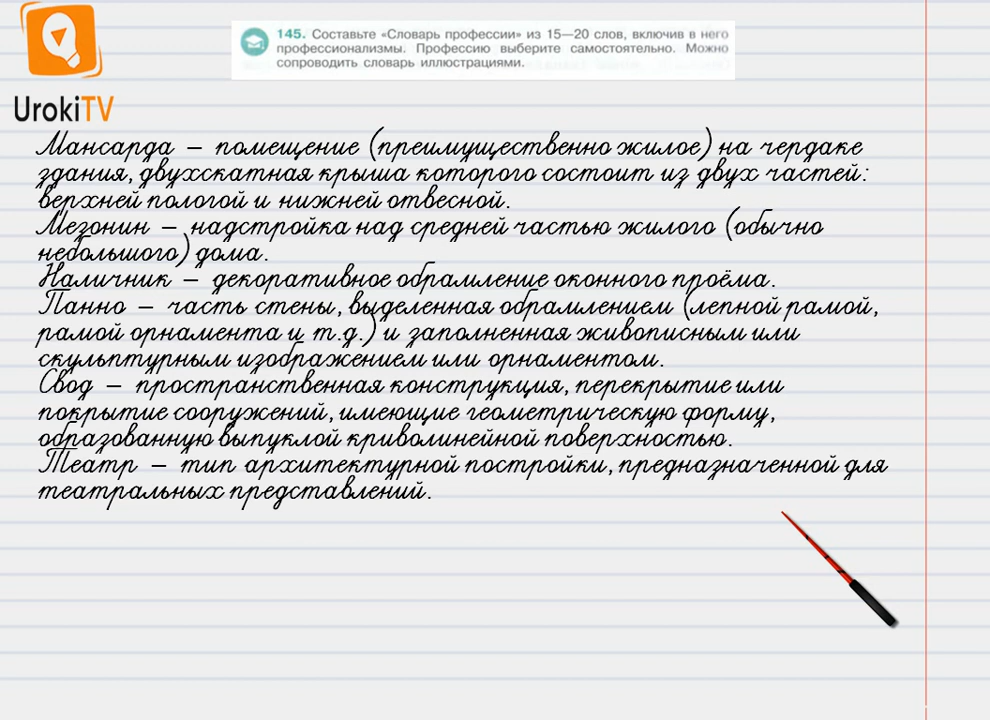 145. Составьте «Словарь профессии» из 15—20 слов, включив в него
профессионализмы. Профессию выберите самостоятельно. Можно
сопроводить словарь иллюстрациями.
UrokiTV
Мансарда – помещение (преимущественно жилое) на чердаке
здания, двухскатная крыша которого состоит из двух частей:
верхней пологой и нижней отвесной.
Мезонин – надстройка над средней частью жилого (обычно
небольшого) дома.
Наличник – декоративное обрамление оконного проёма.
Панно – часть стены, выделенная обрамлением (лепной рамой,
рамой орнамента и т.д.) и заполненная живописным или
скульптурным изображением или орнаментом.
Свод – пространственная конструкция, перекрытие или
покрытие сооружений, имеющие геометрическую форму,
образованную выпуклой криволинейной поверхностью.
Театр – тип архитектурной постройки, предназначенной для
театральных представлений.